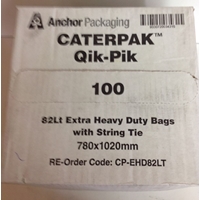 Anchor Packaging
CATERPAK™
Qik-Pik
100
82Lt Extra Heavy Duty Bags
with String Tie
780x1020mm
RE-Order Code: CP-EHD82LT